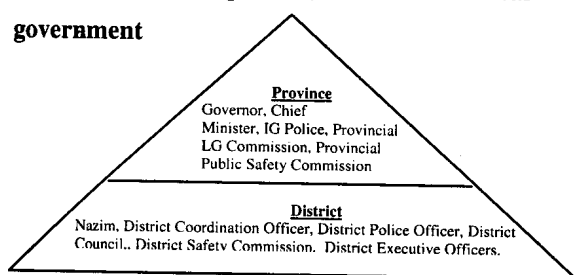 government
Province
Governor, Chief
Minister, IG Police, Provincial
LG Commission, Provincial
Public Safety Commission
District
Nazim, District Coordination Officer, District Police Officer, District
Council.. District Safety Commission. District Executive Officers.